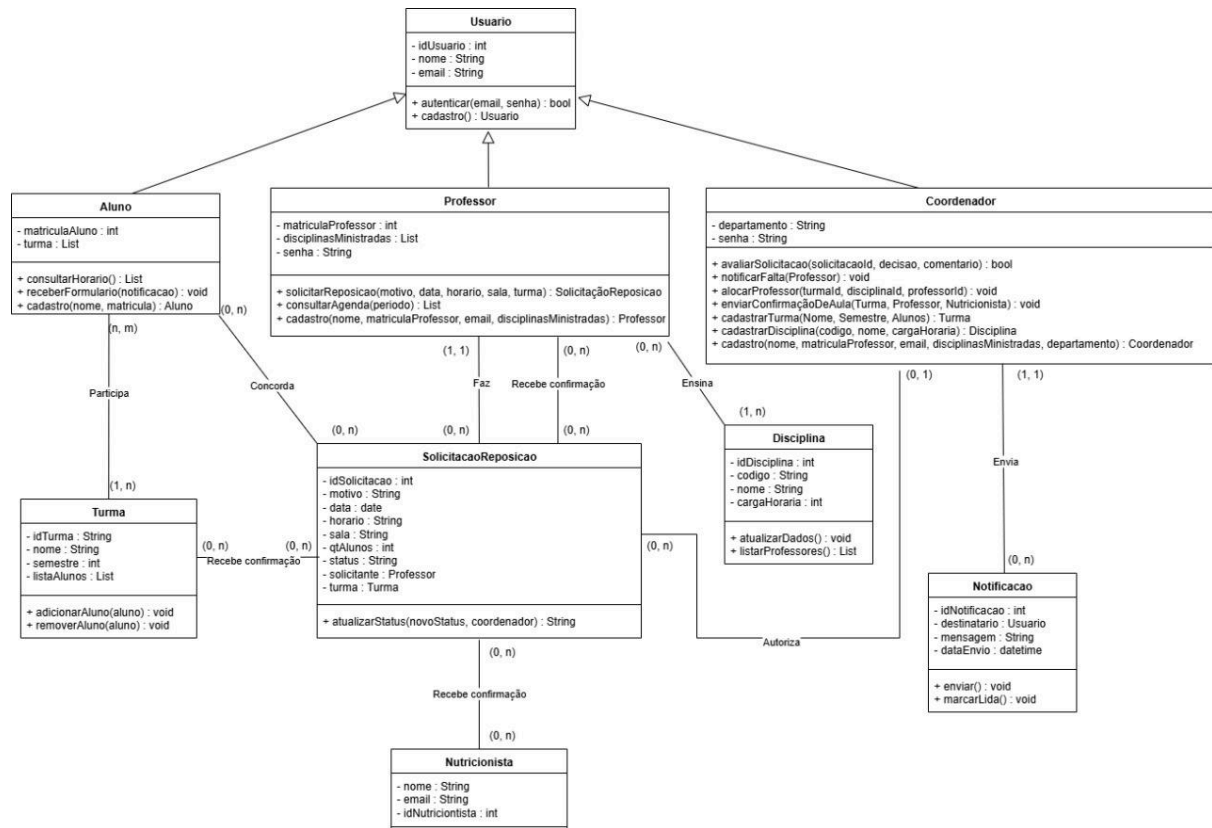 Usuario
- idUsuario : int
- nome : String
- email : String
+ autenticar(email, senha) : bool
+ cadastro() : Usuario
Aluno
- matriculaAluno : int
- turma : List
+ consultarHorario() : List
+ receberFormulario(notificacao) : void
+ cadastro(nome, matricula) : Aluno
Professor
- matriculaProfessor : int
- disciplinasMinistradas : List
- senha : String
+ solicitarReposicao(motivo, data, horario, sala, turma) : SolicitaçãoReposicao
+ consultarAgenda(periodo) : List
+ cadastro(nome, matriculaProfessor, email, disciplinasMinistradas) : Professor
Coordenador
- departamento : String
- senha : String
+ avaliarSolicitacao(solicitacaoId, decisao, comentario) : bool
+ notificarFalta(Professor) : void
+ alocarProfessor(turmaId, disciplinaId, professorId) : void
+ enviarConfirmaçãoDeAula(Turma, Professor, Nutricionista) : void
+ cadastrarTurma(Nome, Semestre, Alunos) : Turma
+ cadastrarDisciplina(codigo, nome, cargaHoraria) : Disciplina
+ cadastro(nome, matriculaProfessor, email, disciplinasMinistradas, departamento) : Coordenador
(n, m)
(0, n)
(1, 1)
(0, n)
(0, n)
(0, 1)
(1, 1)
Participa
Concorda
Faz
Recebe confirmação
Ensina
Envia
(1, n)
(0, n)
(0, n)
(0, n)
(1, n)
(0, n)
SolicitacaoReposicao
- idSolicitacao : int
- motivo : String
- data : date
- horario : String
- sala : String
- qtAlunos : int
- status : String
- solicitante : Professor
- turma : Turma
+ atualizarStatus(novoStatus, coordenador) : String
Disciplina
- idDisciplina : int
- codigo : String
- nome : String
- cargaHoraria : int
+ atualizarDados() : void
+ listarProfessores() : List
Turma
- idTurma : String
- nome : String
- semestre : int
- listaAlunos : List
+ adicionarAluno(aluno) : void
+ removerAluno(aluno) : void
(0, n)
(0, n)
Recebe confirmação
(0, n)
Autoriza
Notificacao
- idNotificacao : int
- destinatario : Usuario
- mensagem : String
- dataEnvio : datetime
+ enviar() : void
+ marcarLida() : void
(0, n)
Recebe confirmação
(0, n)
Nutricionista
- nome : String
- email : String
- idNutriciontista : int